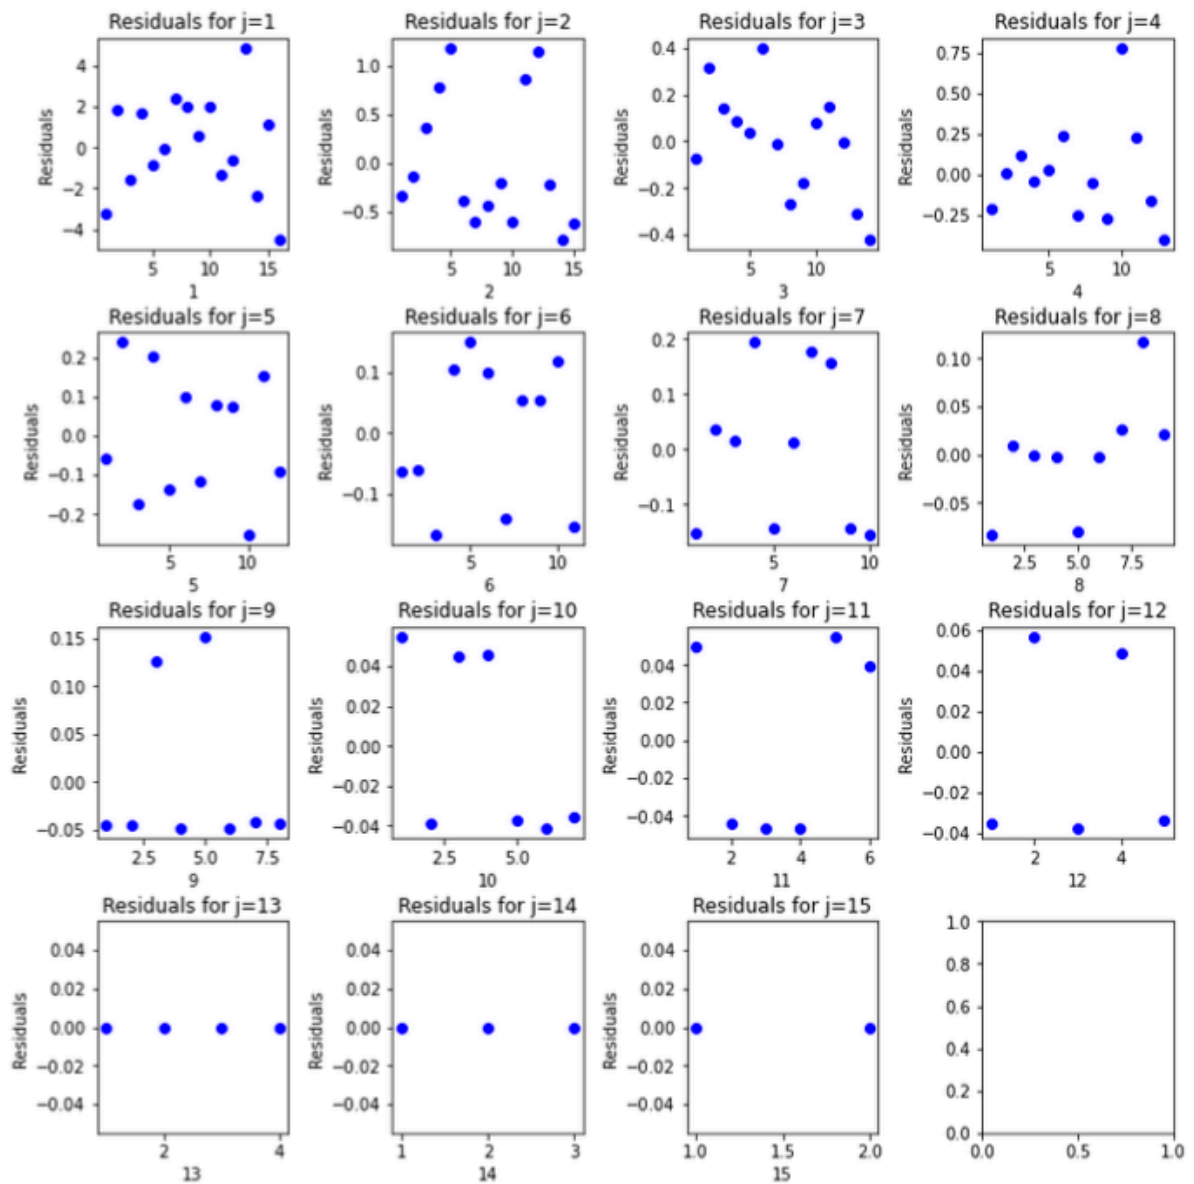 Residuals for j=1
Residuals
4
2
0
−2
−4
5 10 15
1
Residuals for j=2
Residuals
1.0
0.5
0.0
−0.5
5 10 15
2
Residuals for j=3
Residuals
0.4
0.2
0.0
−0.2
−0.4
5 10
3
Residuals for j=4
Residuals
0.75
0.50
0.25
0.00
−0.25
5 10
4
Residuals for j=5
Residuals
0.2
0.1
0.0
−0.1
−0.2
5 10
5
Residuals for j=6
Residuals
0.1
0.0
−0.1
5 10
6
Residuals for j=7
Residuals
0.2
0.1
0.0
−0.1
5 10
7
Residuals for j=8
Residuals
0.10
0.05
0.00
−0.05
2.5 5.0 7.5
8
Residuals for j=9
Residuals
0.15
0.10
0.05
0.00
−0.05
2.5 5.0 7.5
9
Residuals for j=10
Residuals
0.04
0.02
0.00
−0.02
−0.04
2.5 5.0
10
Residuals for j=11
Residuals
0.04
0.02
0.00
−0.02
−0.04
2 4 6
11
Residuals for j=12
Residuals
0.06
0.04
0.02
0.00
−0.02
−0.04
2 4
12
Residuals for j=13
Residuals
0.04
0.02
0.00
−0.02
−0.04
2 4
13
Residuals for j=14
Residuals
0.04
0.02
0.00
−0.02
−0.04
1 2 3
14
Residuals for j=15
Residuals
0.04
0.02
0.00
−0.02
−0.04
1.0 1.5 2.0
15
1.0
0.8
0.6
0.4
0.2
0.0
0.0 0.5 1.0